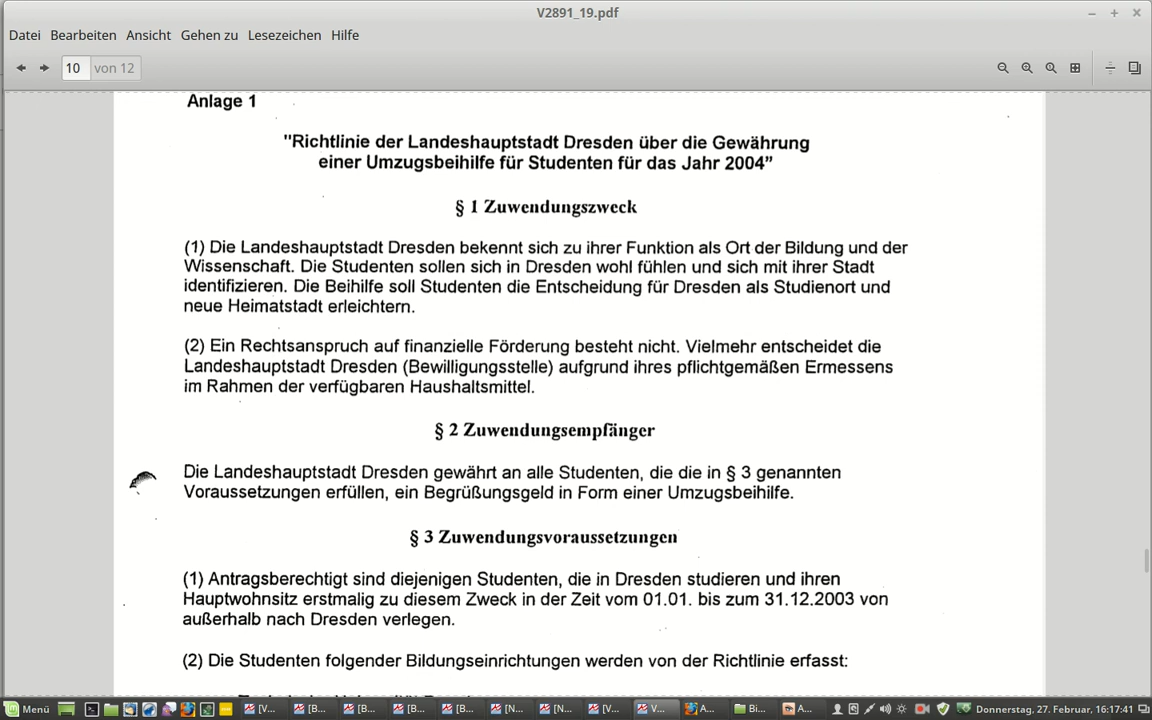 V2891_19.pdf
Datei Bearbeiten Ansicht Gehen zu Lesezeichen Hilfe
10 von 12
Anlage 1
"Richtlinie der Landeshauptstadt Dresden über die Gewährung
einer Umzugsbeihilfe für Studenten für das Jahr 2004”
§ 1 Zuwendungszweck
(1) Die Landeshauptstadt Dresden bekennt sich zu ihrer Funktion als Ort der Bildung und der
Wissenschaft. Die Studenten sollen sich in Dresden wohl fühlen und sich mit ihrer Stadt
identifizieren. Die Beihilfe soll Studenten die Entscheidung für Dresden als Studienort und
neue Heimatstadt erleichtern.
(2) Ein Rechtsanspruch auf finanzielle Förderung besteht nicht. Vielmehr entscheidet die
Landeshauptstadt Dresden (Bewilligungsstelle) aufgrund ihres pflichtgemäßen Ermessens
im Rahmen der verfügbaren Haushaltsmittel.
§ 2 Zuwendungsempfänger
Die Landeshauptstadt Dresden gewährt an alle Studenten, die die in § 3 genannten
Voraussetzungen erfüllen, ein Begrüßungsgeld in Form einer Umzugsbeihilfe.
§ 3 Zuwendungsvoraussetzungen
(1) Antragsberechtigt sind diejenigen Studenten, die in Dresden studieren und ihren
Hauptwohnsitz erstmalig zu diesem Zweck in der Zeit vom 01.01. bis zum 31.12.2003 von
außerhalb nach Dresden verlegen.
(2) Die Studenten folgender Bildungseinrichtungen werden von der Richtlinie erfasst:
Menü [V... [B... [B... [B... [B... [N... [N... [V... V... A... Bi... A... Donnerstag, 27. Februar, 16:17:41